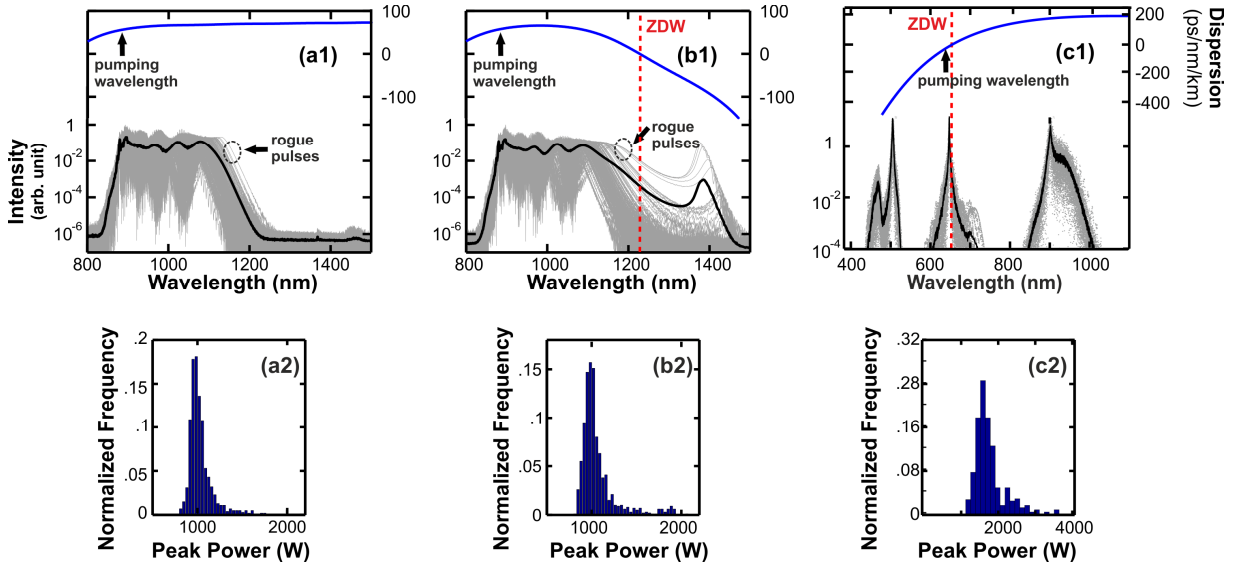 100
0
-100
(a1)
pumping
wavelength
rogue
pulses
Intensity
(arb. unit)
1
10-2
10-4
10-6
800
1000
1200
1400
Wavelength (nm)
100
0
-100
ZDW
(b1)
pumping
wavelength
rogue
pulses
1
10-2
10-4
10-6
800
1000
1200
1400
Wavelength (nm)
Dispersion
(ps/nm/km)
200
0
-200
-400
ZDW
(c1)
pumping wavelength
1
10-2
10-4
400
600
800
1000
Wavelength (nm)
Normalized Frequency
.2
.15
.1
.05
0
(a2)
1000
2000
Peak Power (W)
Normalized Frequency
.15
.1
.05
0
(b2)
1000
2000
Peak Power (W)
Normalized Frequency
.32
.28
.16
.08
0
(c2)
2000
4000
Peak Power (W)